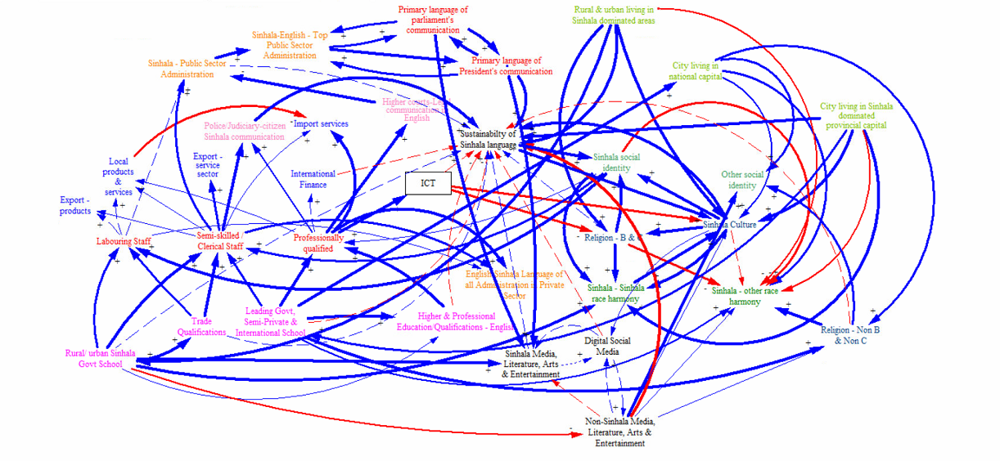 Primary language of
parliament's
communication
Rural & urban living in
Sinhala dominated areas
Sinhala-English - Top
Public Sector
Administration
Sinhala - Public Sector
Administration
Primary language of
President's communication
City living in
national capital
City living in Sinhala
dominated
provincial capital
Higher courts-Legal
communication in
English
Police/Judiciary-citizen
Sinhala communication
Import services
Sustainabilty of
Sinhala language
Local
products
&
services
Export -
service
sector
International
Finance
ICT
Sinhala social
identity
Other social
identity
Export -
products
Labouring Staff
Semi-skilled /
Clerical Staff
Professionally
qualified
Religion - B & C
Sinhala Culture
English/Sinhala Language of
all Administration in Private
Sector
Sinhala - Sinhala
race harmony
Sinhala - other race
harmony
Trade
Qualifications
Leading Govt,
Semi-Private &
International School
Higher & Professional
Education/Qualifications - English
Digital Social
Media
Religion - Non B
& Non C
Rural/ urban Sinhala
Govt School
Sinhala Media,
Literature, Arts
& Entertainment
Non-Sinhala Media,
Literature, Arts &
Entertainment